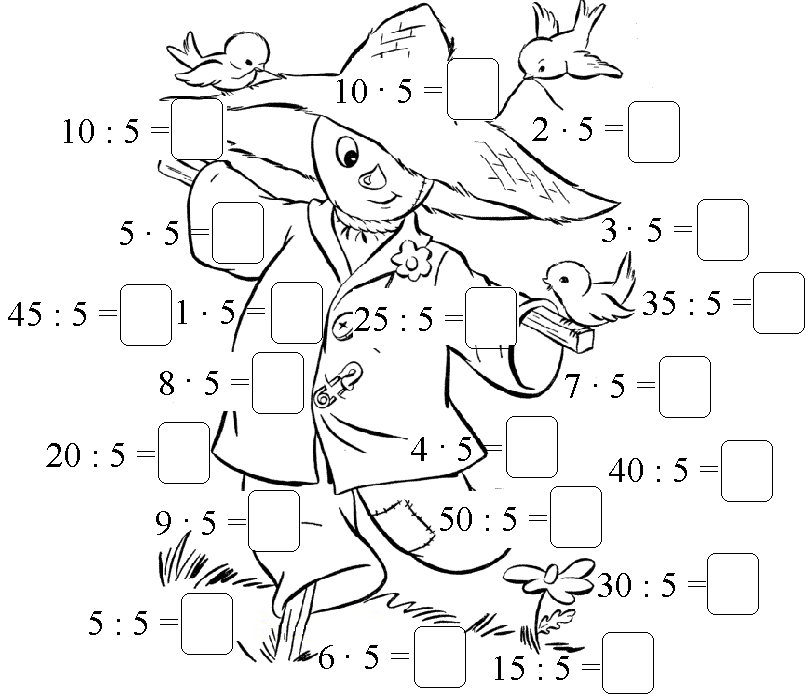 10 · 5 =
10 : 5 =
2 · 5 =
5 · 5 =
3 · 5 =
45 : 5 =
1 · 5 =
25 : 5 =
35 : 5 =
8 · 5 =
7 · 5 =
20 : 5 =
4 · 5 =
40 : 5 =
9 · 5 =
50 : 5 =
30 : 5 =
5 : 5 =
6 · 5 =
15 : 5 =